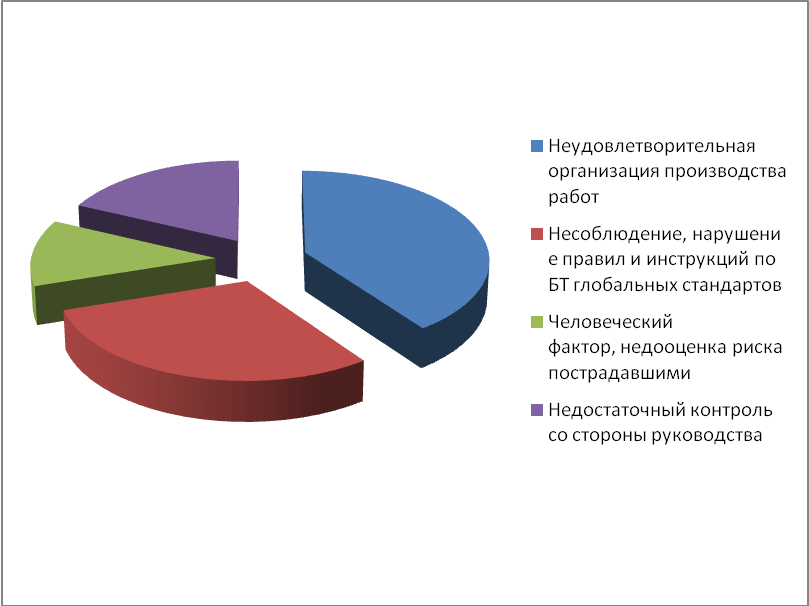 Неудовлетворительная
организация производства
работ
Несоблюдение, нарушени
е правил и инструкций по
БТ глобальных стандартов
Человеческий
фактор, недооценка риска
пострадавшими
Недостаточный контроль
со стороны руководства